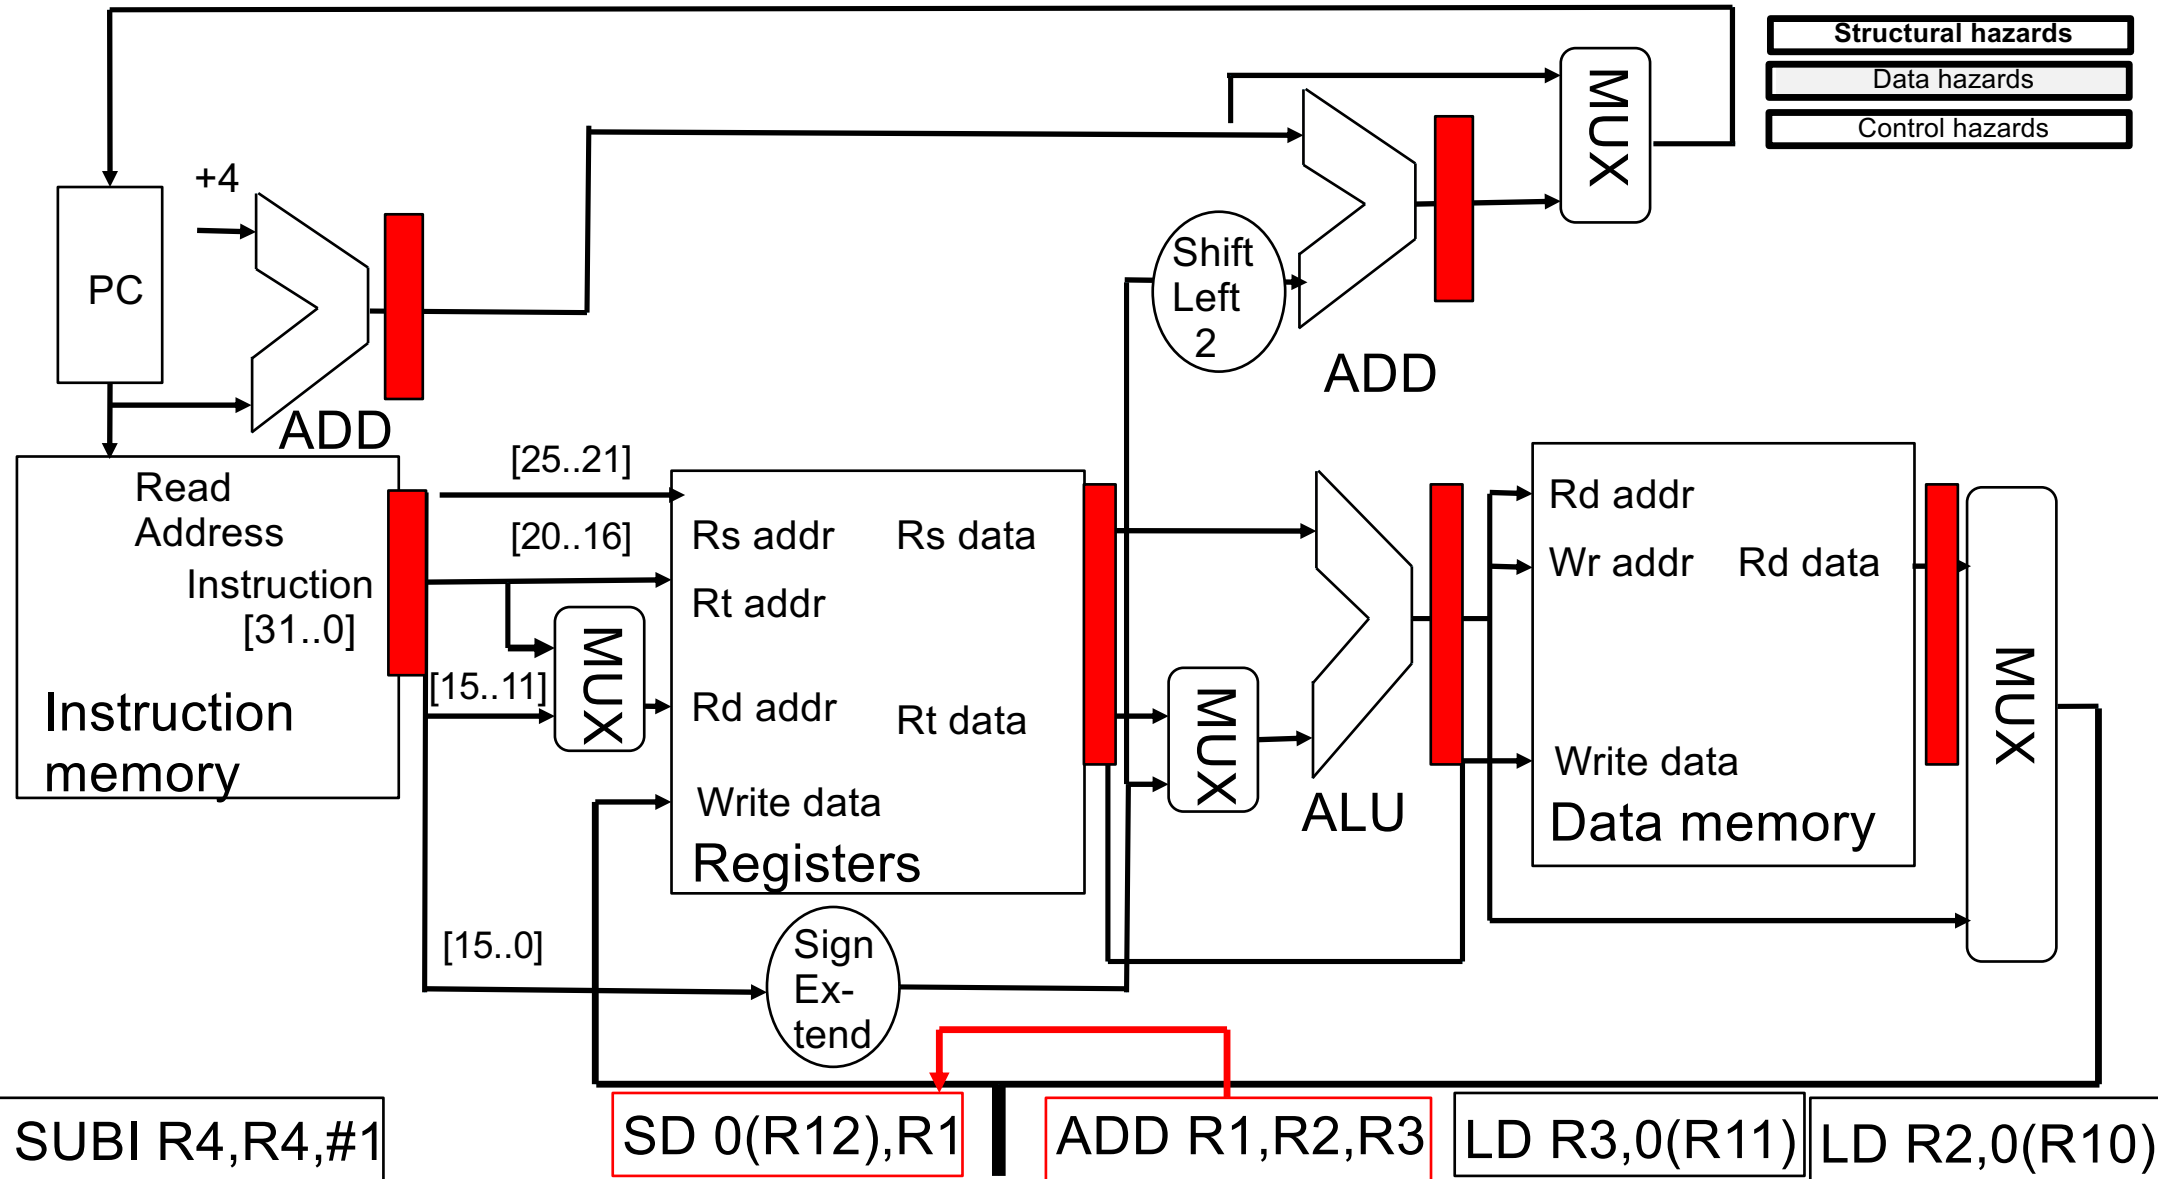 Structural hazards
Data hazards
Control hazards
MUX
+4
PC
Shift
Left
2
ADD
ADD
[25..21]
[20..16]
[15..11]
[15..0]
Read
Address
Instruction
[31..0]
Instruction
memory
MUX
Rs addr
Rs data
Rt addr
Rd addr
Rt data
Write data
Registers
Sign
Ex-
tend
MUX
ALU
Rd addr
Wr addr
Rd data
Write data
Data memory
MUX
SUBI R4,R4,#1
SD 0(R12),R1
ADD R1,R2,R3
LD R3,0(R11)
LD R2,0(R10)